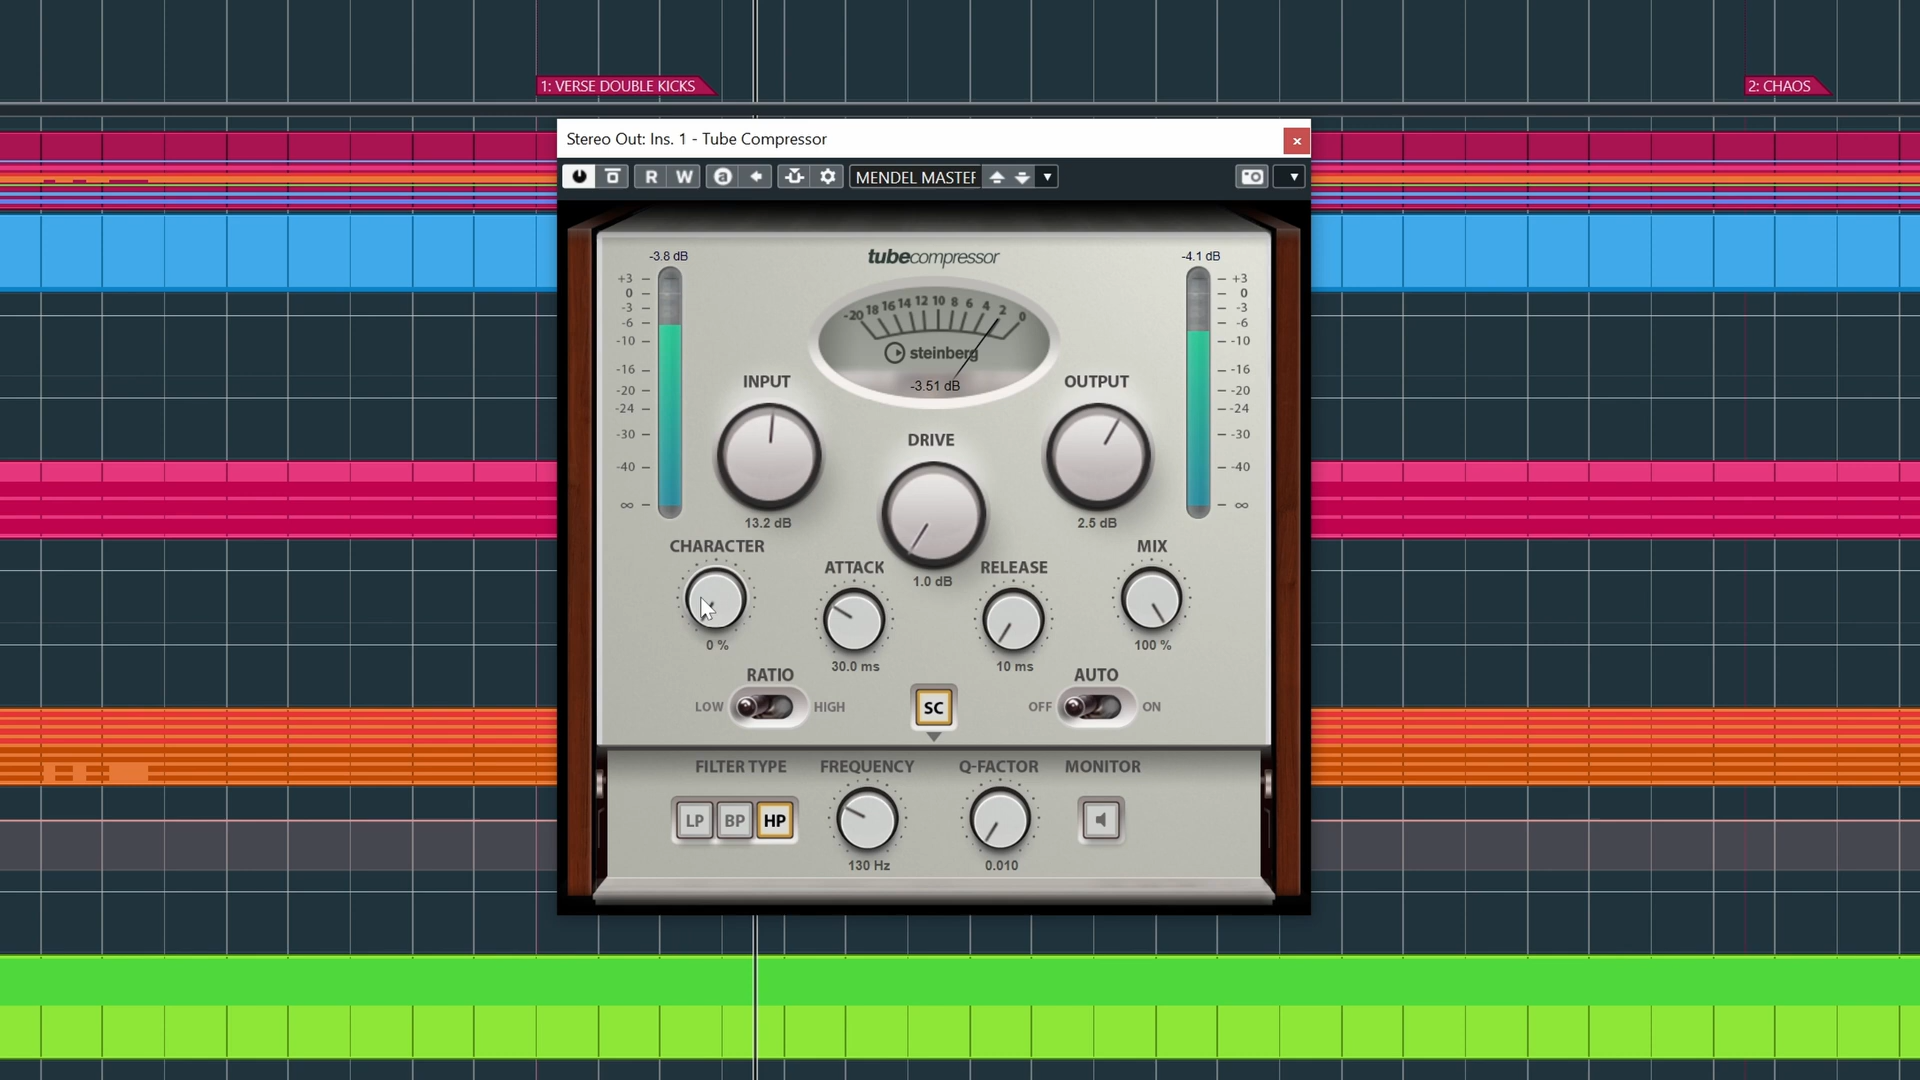 1: VERSE DOUBLE KICKS
2: CHAOS
Stereo Out: Ins. 1 - Tube Compressor
R W a MENDEL MASTEF
-3.8 dB
tubecompressor
-4.1 dB
+3
0
-3
-6
-10
-16
-20
-24
-30
-40
∞
-20 18 16 14 12 10 8 6 4 2 0
steinberg
-3.51 dB
+3
0
-3
-6
-10
-16
-20
-24
-30
-40
∞
INPUT
13.2 dB
DRIVE
1.0 dB
OUTPUT
2.5 dB
CHARACTER
0 %
ATTACK
30.0 ms
RELEASE
10 ms
MIX
100 %
RATIO
LOW HIGH
SC
AUTO
OFF ON
FILTER TYPE
LP BP HP
FREQUENCY
130 Hz
Q-FACTOR
0.010
MONITOR